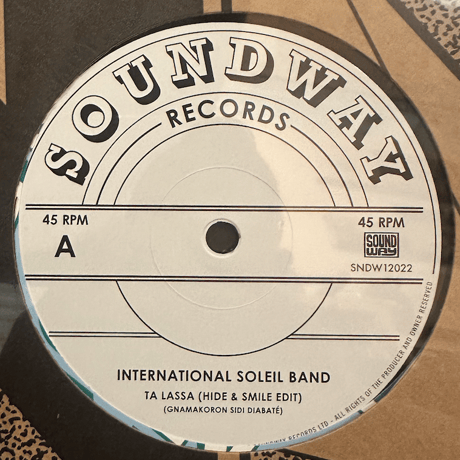 SOUNDWAY
RECORDS
45 RPM
45 RPM
A
SOUND
WAY
SNDW12022
INTERNATIONAL SOLEIL BAND
TA LASSA (HIDE & SMILE EDIT)
(GNAMAKORON SIDI DIABATÉ)
RECORDS LTD - ALL RIGHTS OF THE PRODUCER AND OWNER RESERVED